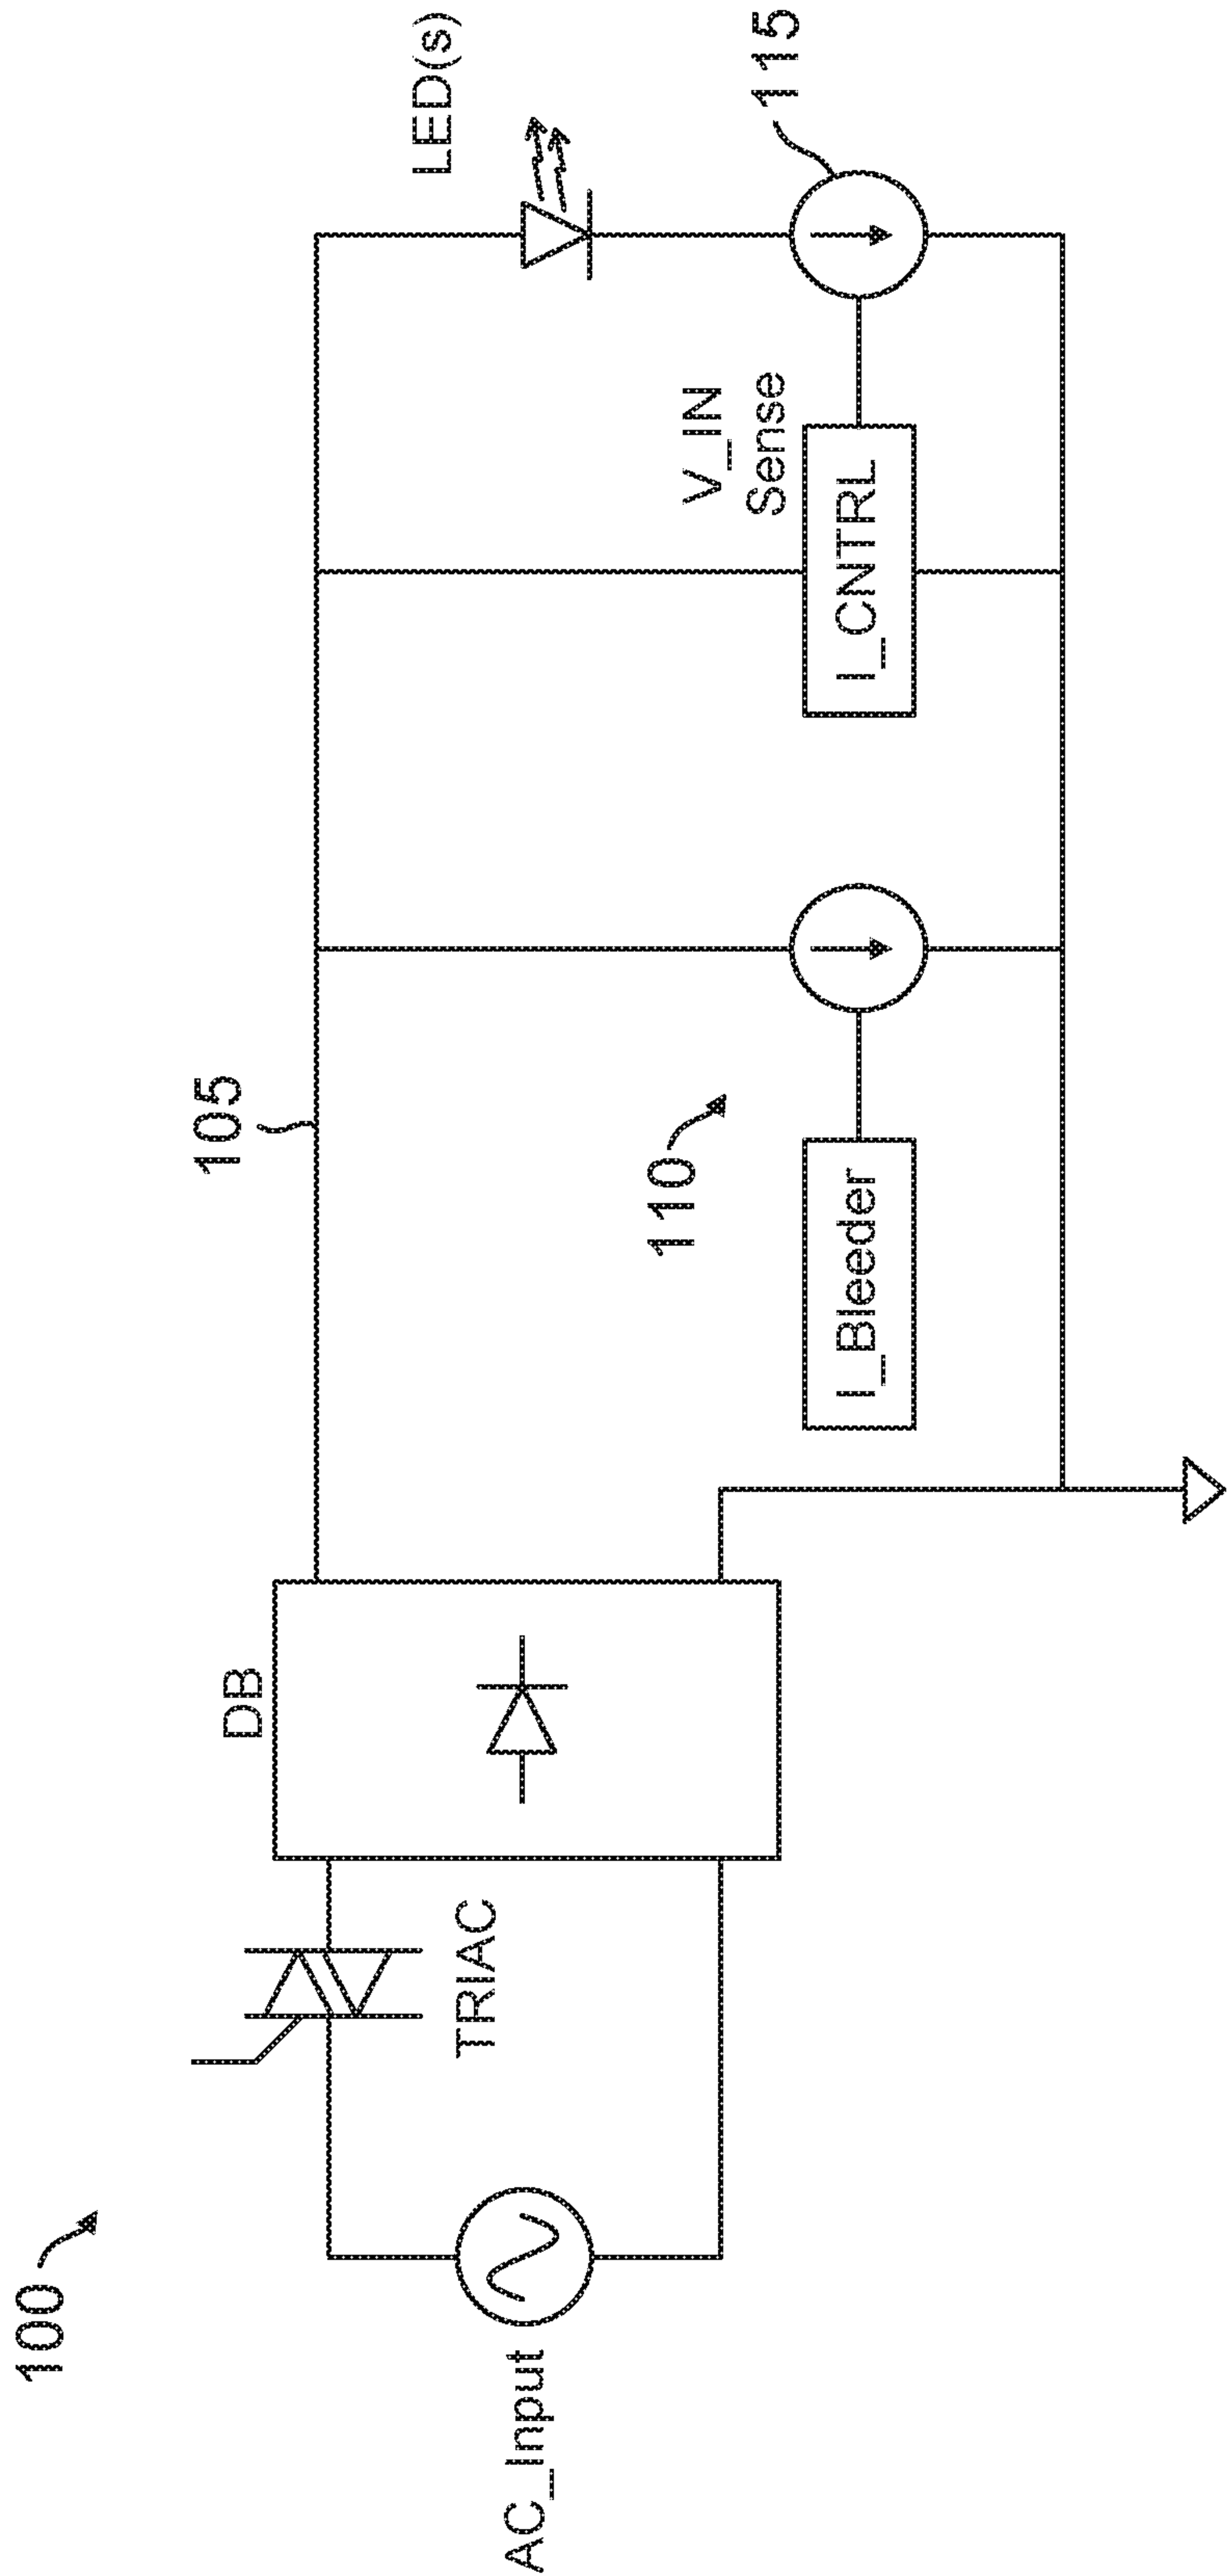 100
AC_Input
TRIAC
DB
105
110
I_Bleeder
V_IN
Sense
I_CNTRL
LED(s)
115